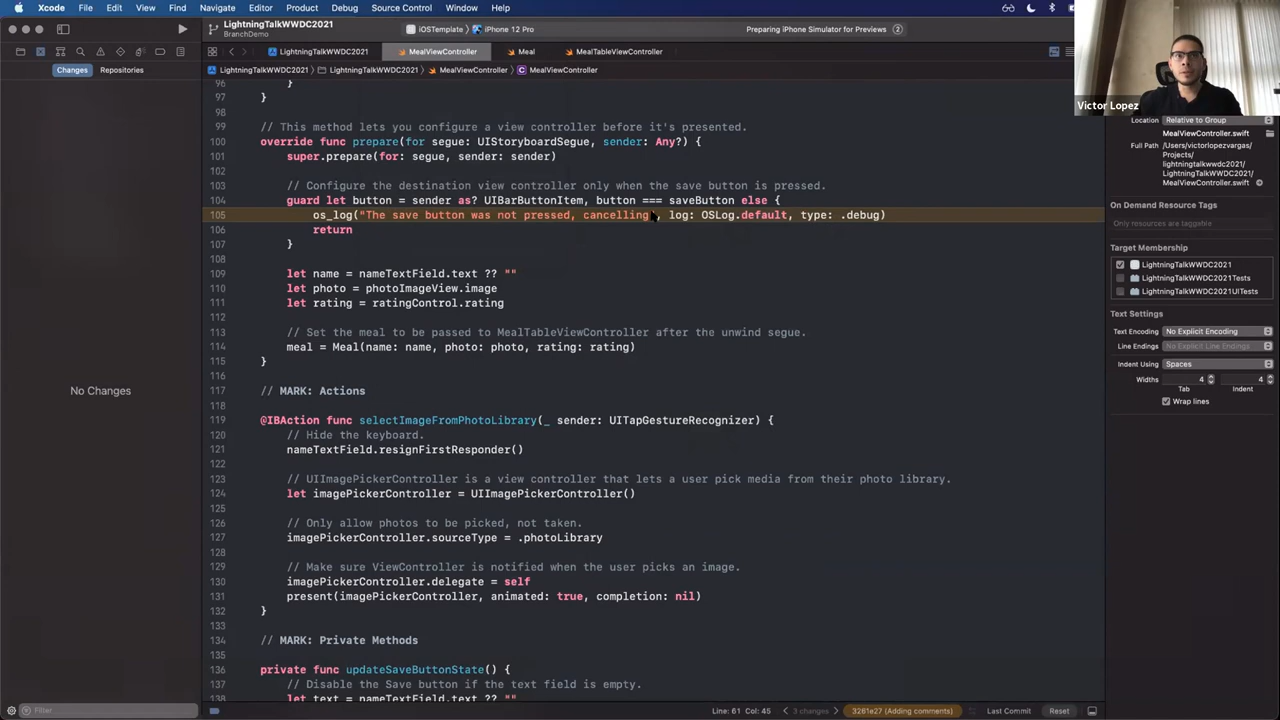 Xcode File Edit View Find Navigate Editor Product Debug Source Control Window Help
LightningTalkWWDC2021
BranchDemo
iOSTemplate
iPhone 12 Pro
Preparing iPhone Simulator for Previews
2
LightningTalkWWDC2021
MealViewController
Meal
MealTableViewController
Changes
Repositories
LightningTalkWWDC2021
LightningTalkWWDC2021
MealViewController.swift
MealViewController
Victor Lopez
96 }
97 }
98
99 // This method lets you configure a view controller before it's presented.
100 override func prepare(for segue: UIStoryboardSegue, sender: Any?) {
101 super.prepare(for: segue, sender: sender)
102
103 // Configure the destination view controller only when the save button is pressed.
104 guard let button = sender as? UIBarButtonItem, button === saveButton else {
105 os_log("The save button was not pressed, cancelling", log: OSLog.default, type: .debug)
106 return
107 }
108
109 let name = nameTextField.text ?? ""
110 let photo = photoImageView.image
111 let rating = ratingControl.rating
112
113 // Set the meal to be passed to MealTableViewController after the unwind segue.
114 meal = Meal(name: name, photo: photo, rating: rating)
115 }
116
117 // MARK: Actions
118
119 @IBAction func selectImageFromPhotoLibrary(_ sender: UITapGestureRecognizer) {
120 // Hide the keyboard.
121 nameTextField.resignFirstResponder()
122
123 // UIImagePickerController is a view controller that lets a user pick media from their photo library.
124 let imagePickerController = UIImagePickerController()
125
126 // Only allow photos to be picked, not taken.
127 imagePickerController.sourceType = .photoLibrary
128
129 // Make sure ViewController is notified when the user picks an image.
130 imagePickerController.delegate = self
131 present(imagePickerController, animated: true, completion: nil)
132 }
133
134 // MARK: Private Methods
135
136 private func updateSaveButtonState() {
137 // Disable the Save button if the text field is empty.
138 let text = nameTextField.text ?? ""
No Changes
Location Relative to Group
MealViewController.swift
Full Path /Users/victorlopezvargas/
Projects/
lightningtalkwwdc2021/
LightningTalkWWDC2021/
MealViewController.swift
On Demand Resource Tags
Only resources are taggable
Target Membership
LightningTalkWWDC2021
LightningTalkWWDC2021Tests
LightningTalkWWDC2021UITests
Text Settings
Text Encoding No Explicit Encoding
Line Endings No Explicit Line Endings
Indent Using Spaces
Widths 4 4
Tab Indent
Wrap lines
Filter
Line: 61 Col: 45
3 changes
3261e27 (Adding comments)
Last Commit
Reset